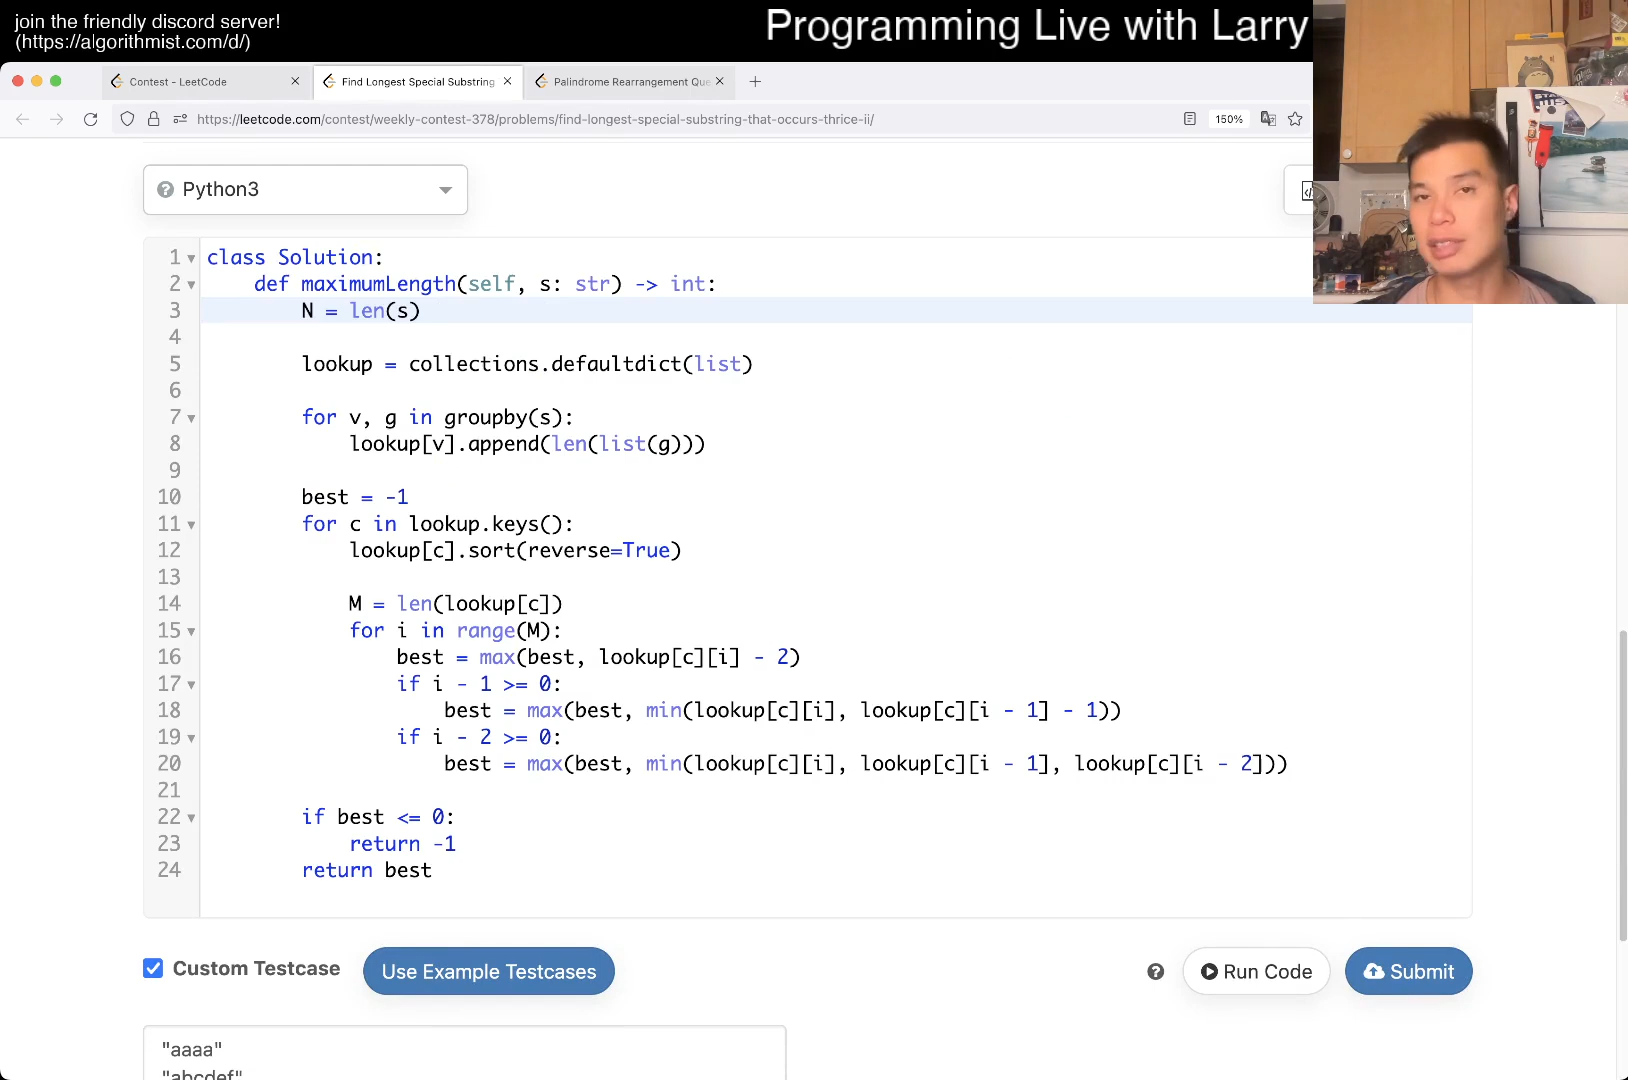 join the friendly discord server!
(https://algorithmist.com/d/)
Programming Live with Larry
Contest - LeetCode
Find Longest Special Substring
Palindrome Rearrangement Que
https://leetcode.com/contest/weekly-contest-378/problems/find-longest-special-substring-that-occurs-thrice-ii/
150%
Python3
1 class Solution:
2 def maximumLength(self, s: str) -> int:
3 N = len(s)
4
5 lookup = collections.defaultdict(list)
6
7 for v, g in groupby(s):
8 lookup[v].append(len(list(g)))
9
10 best = -1
11 for c in lookup.keys():
12 lookup[c].sort(reverse=True)
13
14 M = len(lookup[c])
15 for i in range(M):
16 best = max(best, lookup[c][i] - 2)
17 if i - 1 >= 0:
18 best = max(best, min(lookup[c][i], lookup[c][i - 1] - 1))
19 if i - 2 >= 0:
20 best = max(best, min(lookup[c][i], lookup[c][i - 1], lookup[c][i - 2]))
21
22 if best <= 0:
23 return -1
24 return best
Custom Testcase
Use Example Testcases
Run Code
Submit
"aaaa"
"abcdef"